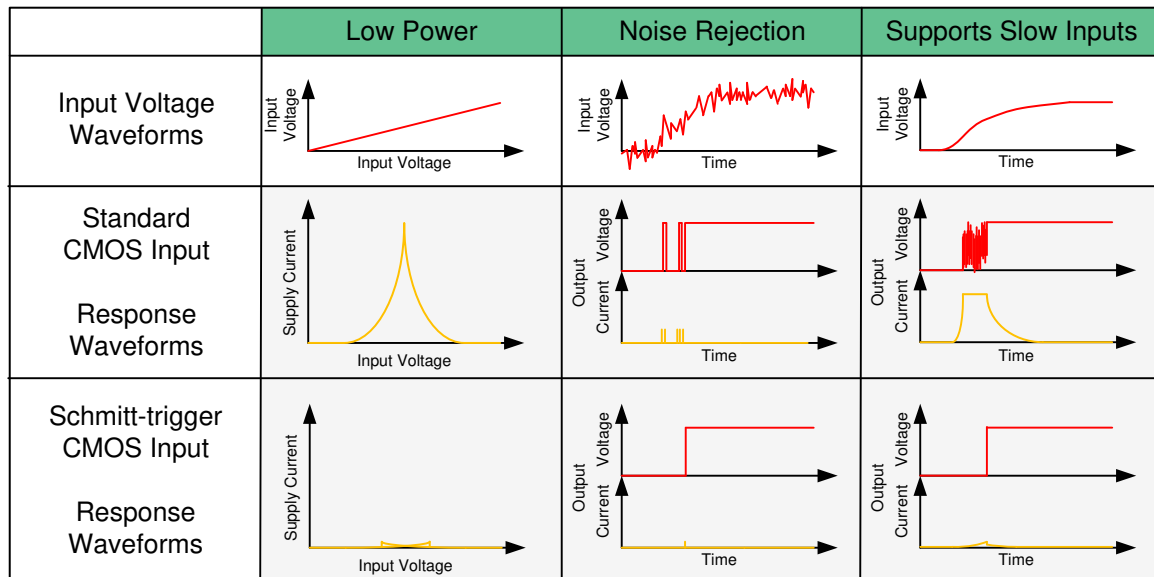 Low Power
Noise Rejection
Supports Slow Inputs
Input Voltage
Waveforms
Input
Voltage
Input Voltage
Input
Voltage
Time
Input
Voltage
Time
Standard
CMOS Input
Response
Waveforms
Supply Current
Input Voltage
Output
Voltage
Current
Time
Output
Voltage
Current
Time
Schmitt-trigger
CMOS Input
Response
Waveforms
Supply Current
Input Voltage
Output
Voltage
Current
Time
Output
Voltage
Current
Time